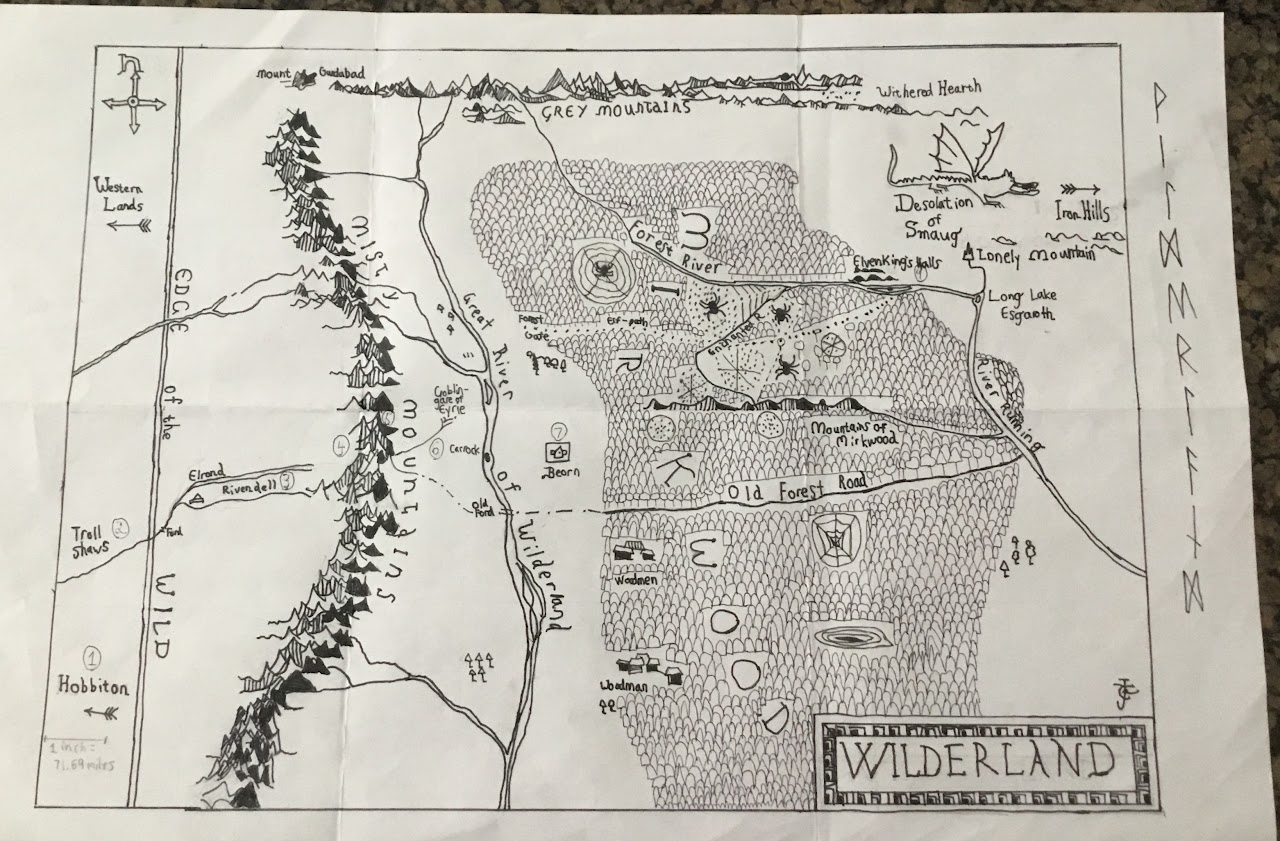 Mount Gundabad
Withered Hearth
GREY Mountains
Western
Lands
Desolation
of
Smaug
Iron Hills
Misty
Forest River
ElvenKing's Halls
Lonely Mountain
M
I
R
K
W
O
O
D
EDGE of the WILD
Great River of Wilderland
Long Lake
Esgaroth
Forest
Gate
Elf-path
Enchanted R.
River Running
Goblin-
gate of
Eyrie
Mountains of
Mirkwood
mountains
4
6
Carrock
7
Beorn
Elrond
Rivendell
3
Old Forest Road
Old
Ford
Troll
Shaws
2
Ford
Woodmen
1
Hobbiton
Woodman
1 inch =
71.69 miles
WILDERLAND
ᚹᛁᛚᛞᛖᚱᛚᚪᚾᛞ